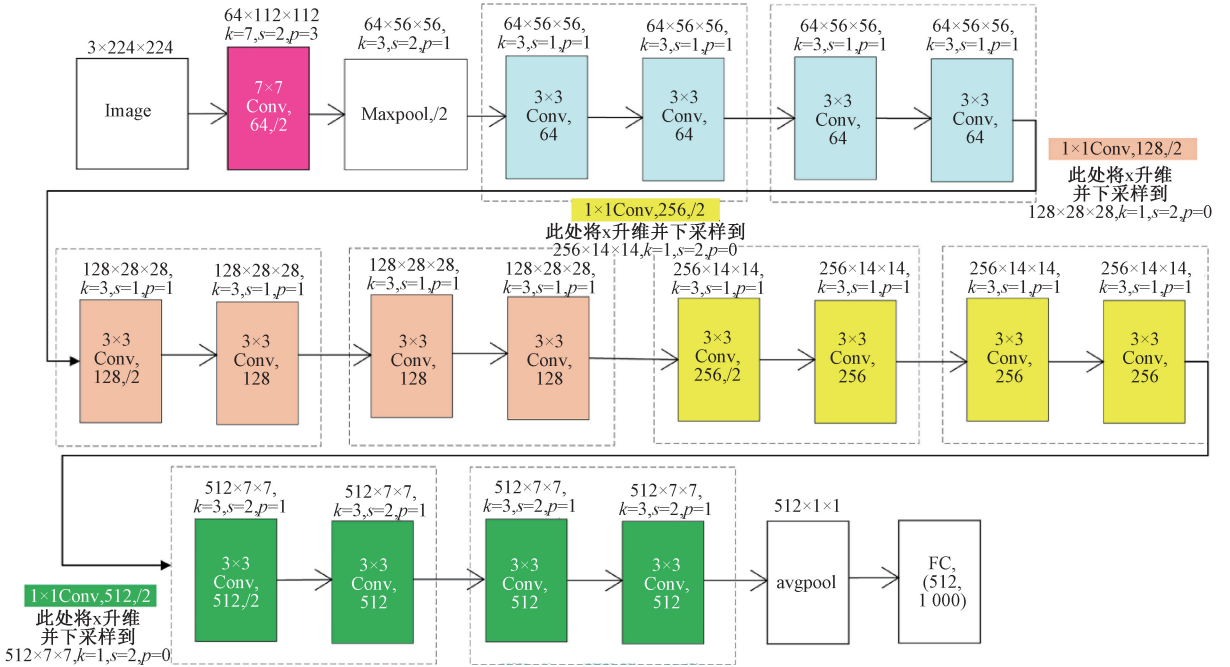 3×224×224
Image
64×112×112
k=7,s=2,p=3
7×7
Conv,
64,/2
64×56×56,
k=3,s=2,p=1
Maxpool,/2
64×56×56,
k=3,s=1,p=1
3×3
Conv,
64
64×56×56,
k=3,s=1,p=1
3×3
Conv,
64
64×56×56,
k=3,s=1,p=1
3×3
Conv,
64
64×56×56,
k=3,s=1,p=1
3×3
Conv,
64
1×1Conv,128,/2
此处将x升维
并下采样到
128×28×28,k=1,s=2,p=0
1×1Conv,256,/2
此处将x升维并下采样到
256×14×14,k=1,s=2,p=0
128×28×28,
k=3,s=1,p=1
3×3
Conv,
128,/2
128×28×28,
k=3,s=1,p=1
3×3
Conv,
128
128×28×28,
k=3,s=1,p=1
3×3
Conv,
128
128×28×28,
k=3,s=1,p=1
3×3
Conv,
128
256×14×14,
k=3,s=1,p=1
3×3
Conv,
256,/2
256×14×14,
k=3,s=1,p=1
3×3
Conv,
256
256×14×14,
k=3,s=1,p=1
3×3
Conv,
256
256×14×14,
k=3,s=1,p=1
3×3
Conv,
256
1×1Conv,512,/2
此处将x升维
并下采样到
512×7×7,k=1,s=2,p=0
512×7×7,
k=3,s=2,p=1
3×3
Conv,
512,/2
512×7×7,
k=3,s=2,p=1
3×3
Conv,
512
512×7×7,
k=3,s=2,p=1
3×3
Conv,
512
512×7×7,
k=3,s=2,p=1
3×3
Conv,
512
512×1×1
avgpool
FC,
(512,
1 000)